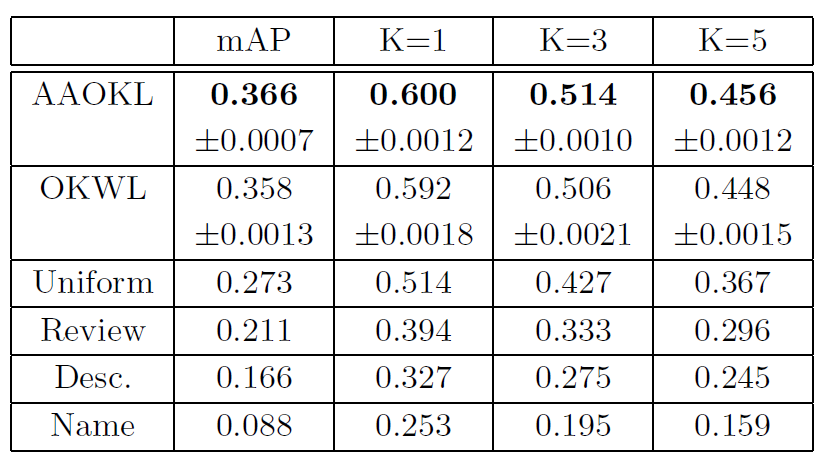 mAP K=1 K=3 K=5
AAOKL 0.366 0.600 0.514 0.456
±0.0007 ±0.0012 ±0.0010 ±0.0012
OKWL 0.358 0.592 0.506 0.448
±0.0013 ±0.0018 ±0.0021 ±0.0015
Uniform 0.273 0.514 0.427 0.367
Review 0.211 0.394 0.333 0.296
Desc. 0.166 0.327 0.275 0.245
Name 0.088 0.253 0.195 0.159